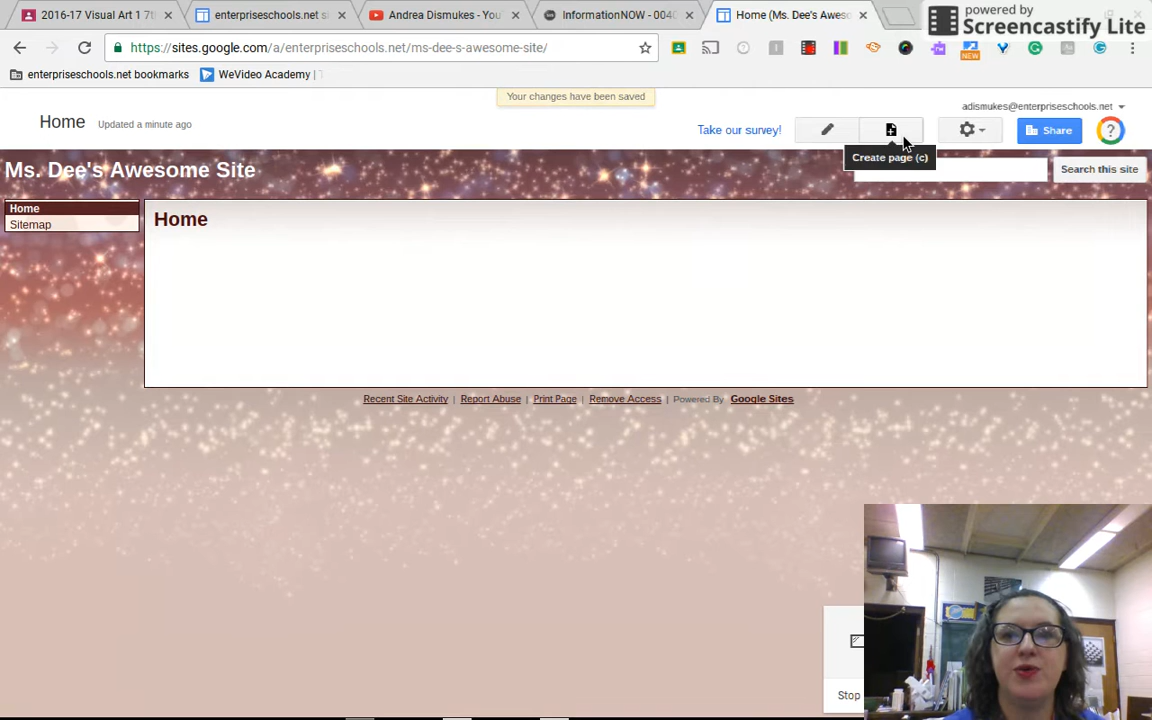 2016-17 Visual Art 1 7th
enterpriseschools.net s
Andrea Dismukes - You
InformationNOW - 0040
Home (Ms. Dee's Aweso
powered by
Screencastify Lite
https://sites.google.com/a/enterpriseschools.net/ms-dee-s-awesome-site/
NEW
enterpriseschools.net bookmarks
WeVideo Academy |
Your changes have been saved
adismukes@enterpriseschools.net
Home
Updated a minute ago
Take our survey!
Share
?
Create page (c)
Ms. Dee's Awesome Site
Search this site
Home
Sitemap
Home
Recent Site Activity | Report Abuse | Print Page | Remove Access | Powered By Google Sites
Stop